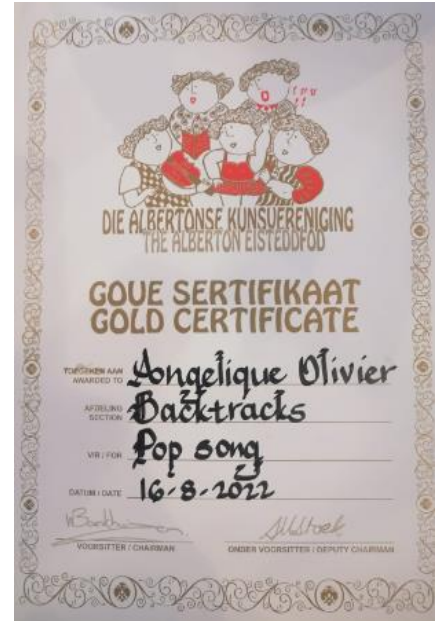 DIE ALBERTONSE KUNSVERENIGING
THE ALBERTON EISTEDDFOD
GOUE SERTIFIKAAT
GOLD CERTIFICATE
TOEGEKEN AAN
AWARDED TO Angelique Olivier
AFDELING
SECTION Backtracks
VIR / FOR Pop song
DATUM / DATE 16-8-2022
VOORSITTER / CHAIRMAN ONDER VOORSITTER / DEPUTY CHAIRMAN